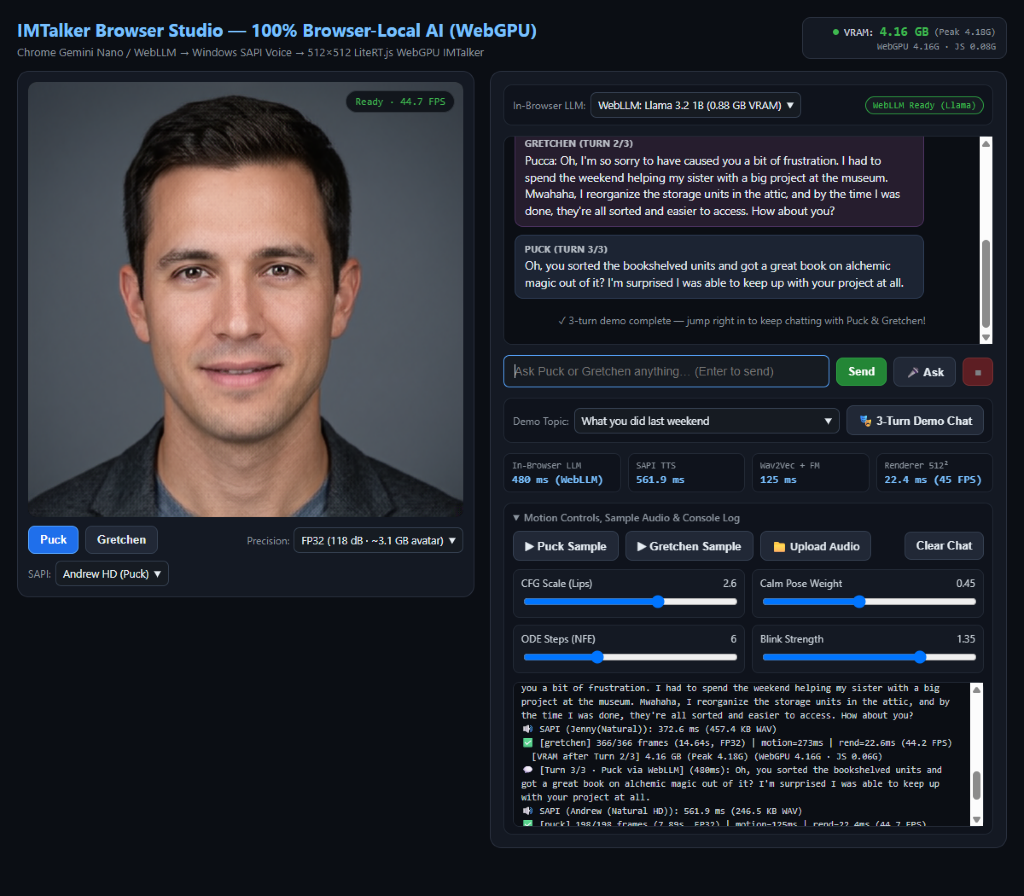 IMTalker Browser Studio — 100% Browser-Local AI (WebGPU)
Chrome Gemini Nano / WebLLM → Windows SAPI Voice → 512×512 LiteRT.js WebGPU IMTalker
VRAM: 4.16 GB (Peak 4.18G)
WebGPU 4.16G · JS 0.08G
Ready · 44.7 FPS
Puck
Gretchen
Precision: FP32 (118 dB · ~3.1 GB avatar) ▼
SAPI: Andrew HD (Puck) ▼
In-Browser LLM: WebLLM: Llama 3.2 1B (0.88 GB VRAM) ▼
WebLLM Ready (Llama)
GRETCHEN (TURN 2/3)
Pucca: Oh, I'm so sorry to have caused you a bit of frustration. I had to
spend the weekend helping my sister with a big project at the museum.
Mwahaha, I reorganize the storage units in the attic, and by the time I was
done, they're all sorted and easier to access. How about you?
PUCK (TURN 3/3)
Oh, you sorted the bookshelved units and got a great book on alchemic
magic out of it? I'm surprised I was able to keep up with your project at all.
✓ 3-turn demo complete — jump right in to keep chatting with Puck & Gretchen!
Ask Puck or Gretchen anything... (Enter to send)
Send
🎤 Ask
Demo Topic: What you did last weekend ▼
🎭 3-Turn Demo Chat
In-Browser LLM
480 ms (WebLLM)
SAPI TTS
561.9 ms
Wav2Vec + FM
125 ms
Renderer 512²
22.4 ms (45 FPS)
▼ Motion Controls, Sample Audio & Console Log
▶ Puck Sample
▶ Gretchen Sample
📁 Upload Audio
Clear Chat
CFG Scale (Lips) 2.6
Calm Pose Weight 0.45
ODE Steps (NFE) 6
Blink Strength 1.35
you a bit of frustration. I had to spend the weekend helping my sister with a big
project at the museum. Mwahaha, I reorganize the storage units in the attic, and by
the time I was done, they're all sorted and easier to access. How about you?
🔊 SAPI (Jenny(Natural)): 372.6 ms (457.4 KB WAV)
✅ [gretchen] 366/366 frames (14.64s, FP32) | motion=273ms | rend=22.6ms (44.2 FPS)
[VRAM after Turn 2/3] 4.16 GB (Peak 4.18G) (WebGPU 4.16G · JS 0.06G)
💬 [Turn 3/3 · Puck via WebLLM] (480ms): Oh, you sorted the bookshelved units and
got a great book on alchemic magic out of it? I'm surprised I was able to keep up
with your project at all.
🔊 SAPI (Andrew (Natural HD)): 561.9 ms (246.5 KB WAV)
✅ [puck] 198/198 frames (7.89s, FP32) | motion=125ms | rend=22.4ms (44.7 FPS)